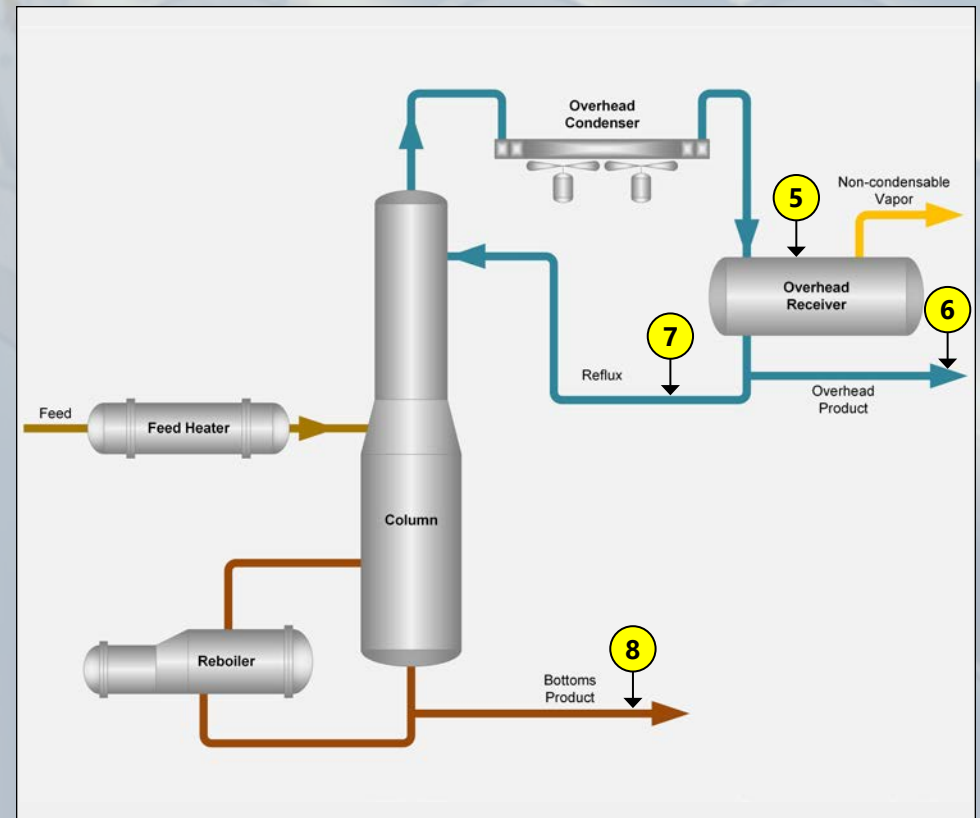 Overhead
Condenser
5
Non-condensable
Vapor
Overhead
Receiver
6
7
Reflux
Overhead
Product
Feed
Feed Heater
Column
Reboiler
8
Bottoms
Product